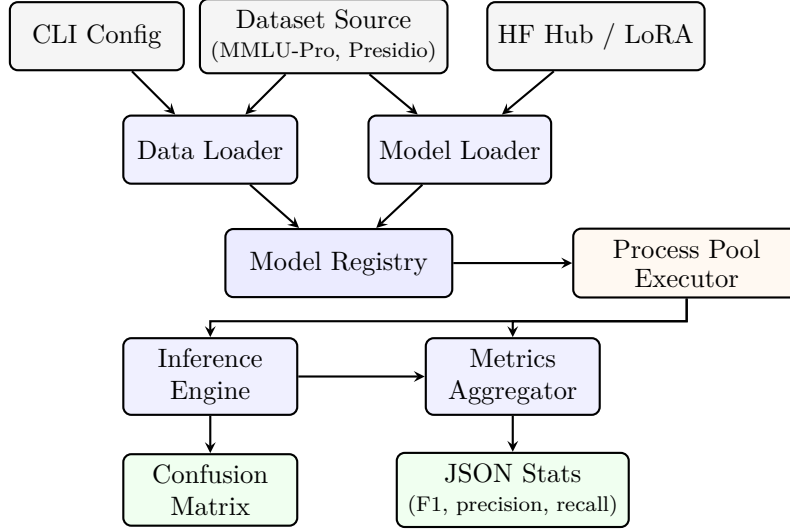 CLI Config
Dataset Source
(MMLU-Pro, Presidio)
HF Hub / LoRA
Data Loader
Model Loader
Model Registry
Process Pool
Executor
Inference
Engine
Metrics
Aggregator
Confusion
Matrix
JSON Stats
(F1, precision, recall)